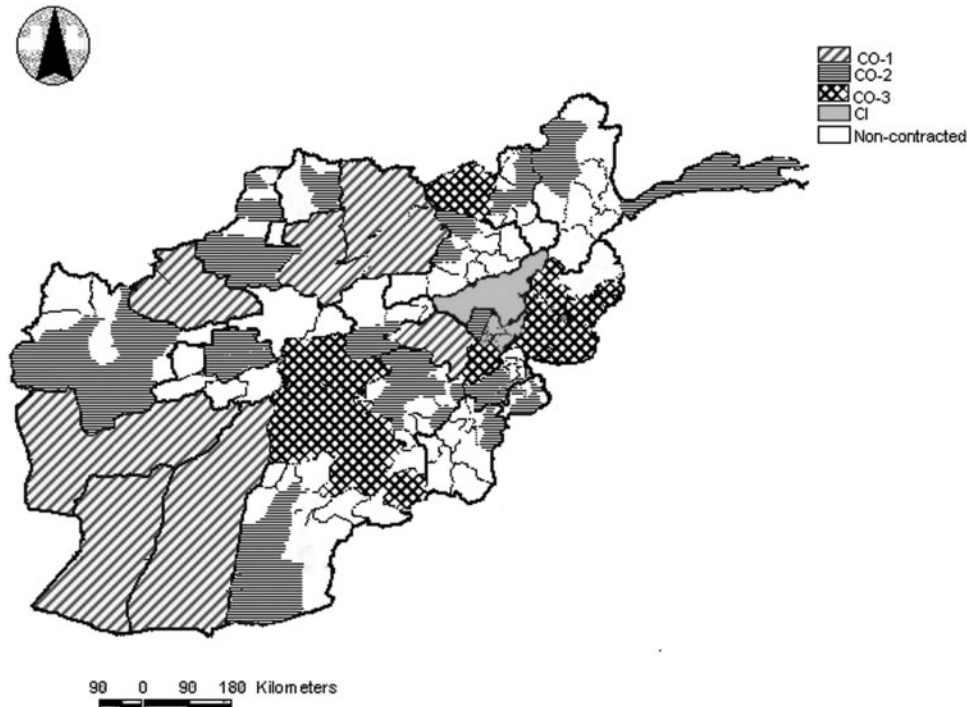 CO-1
CO-2
CO-3
CI
Non-contracted
90 0 90 180 Kilometers